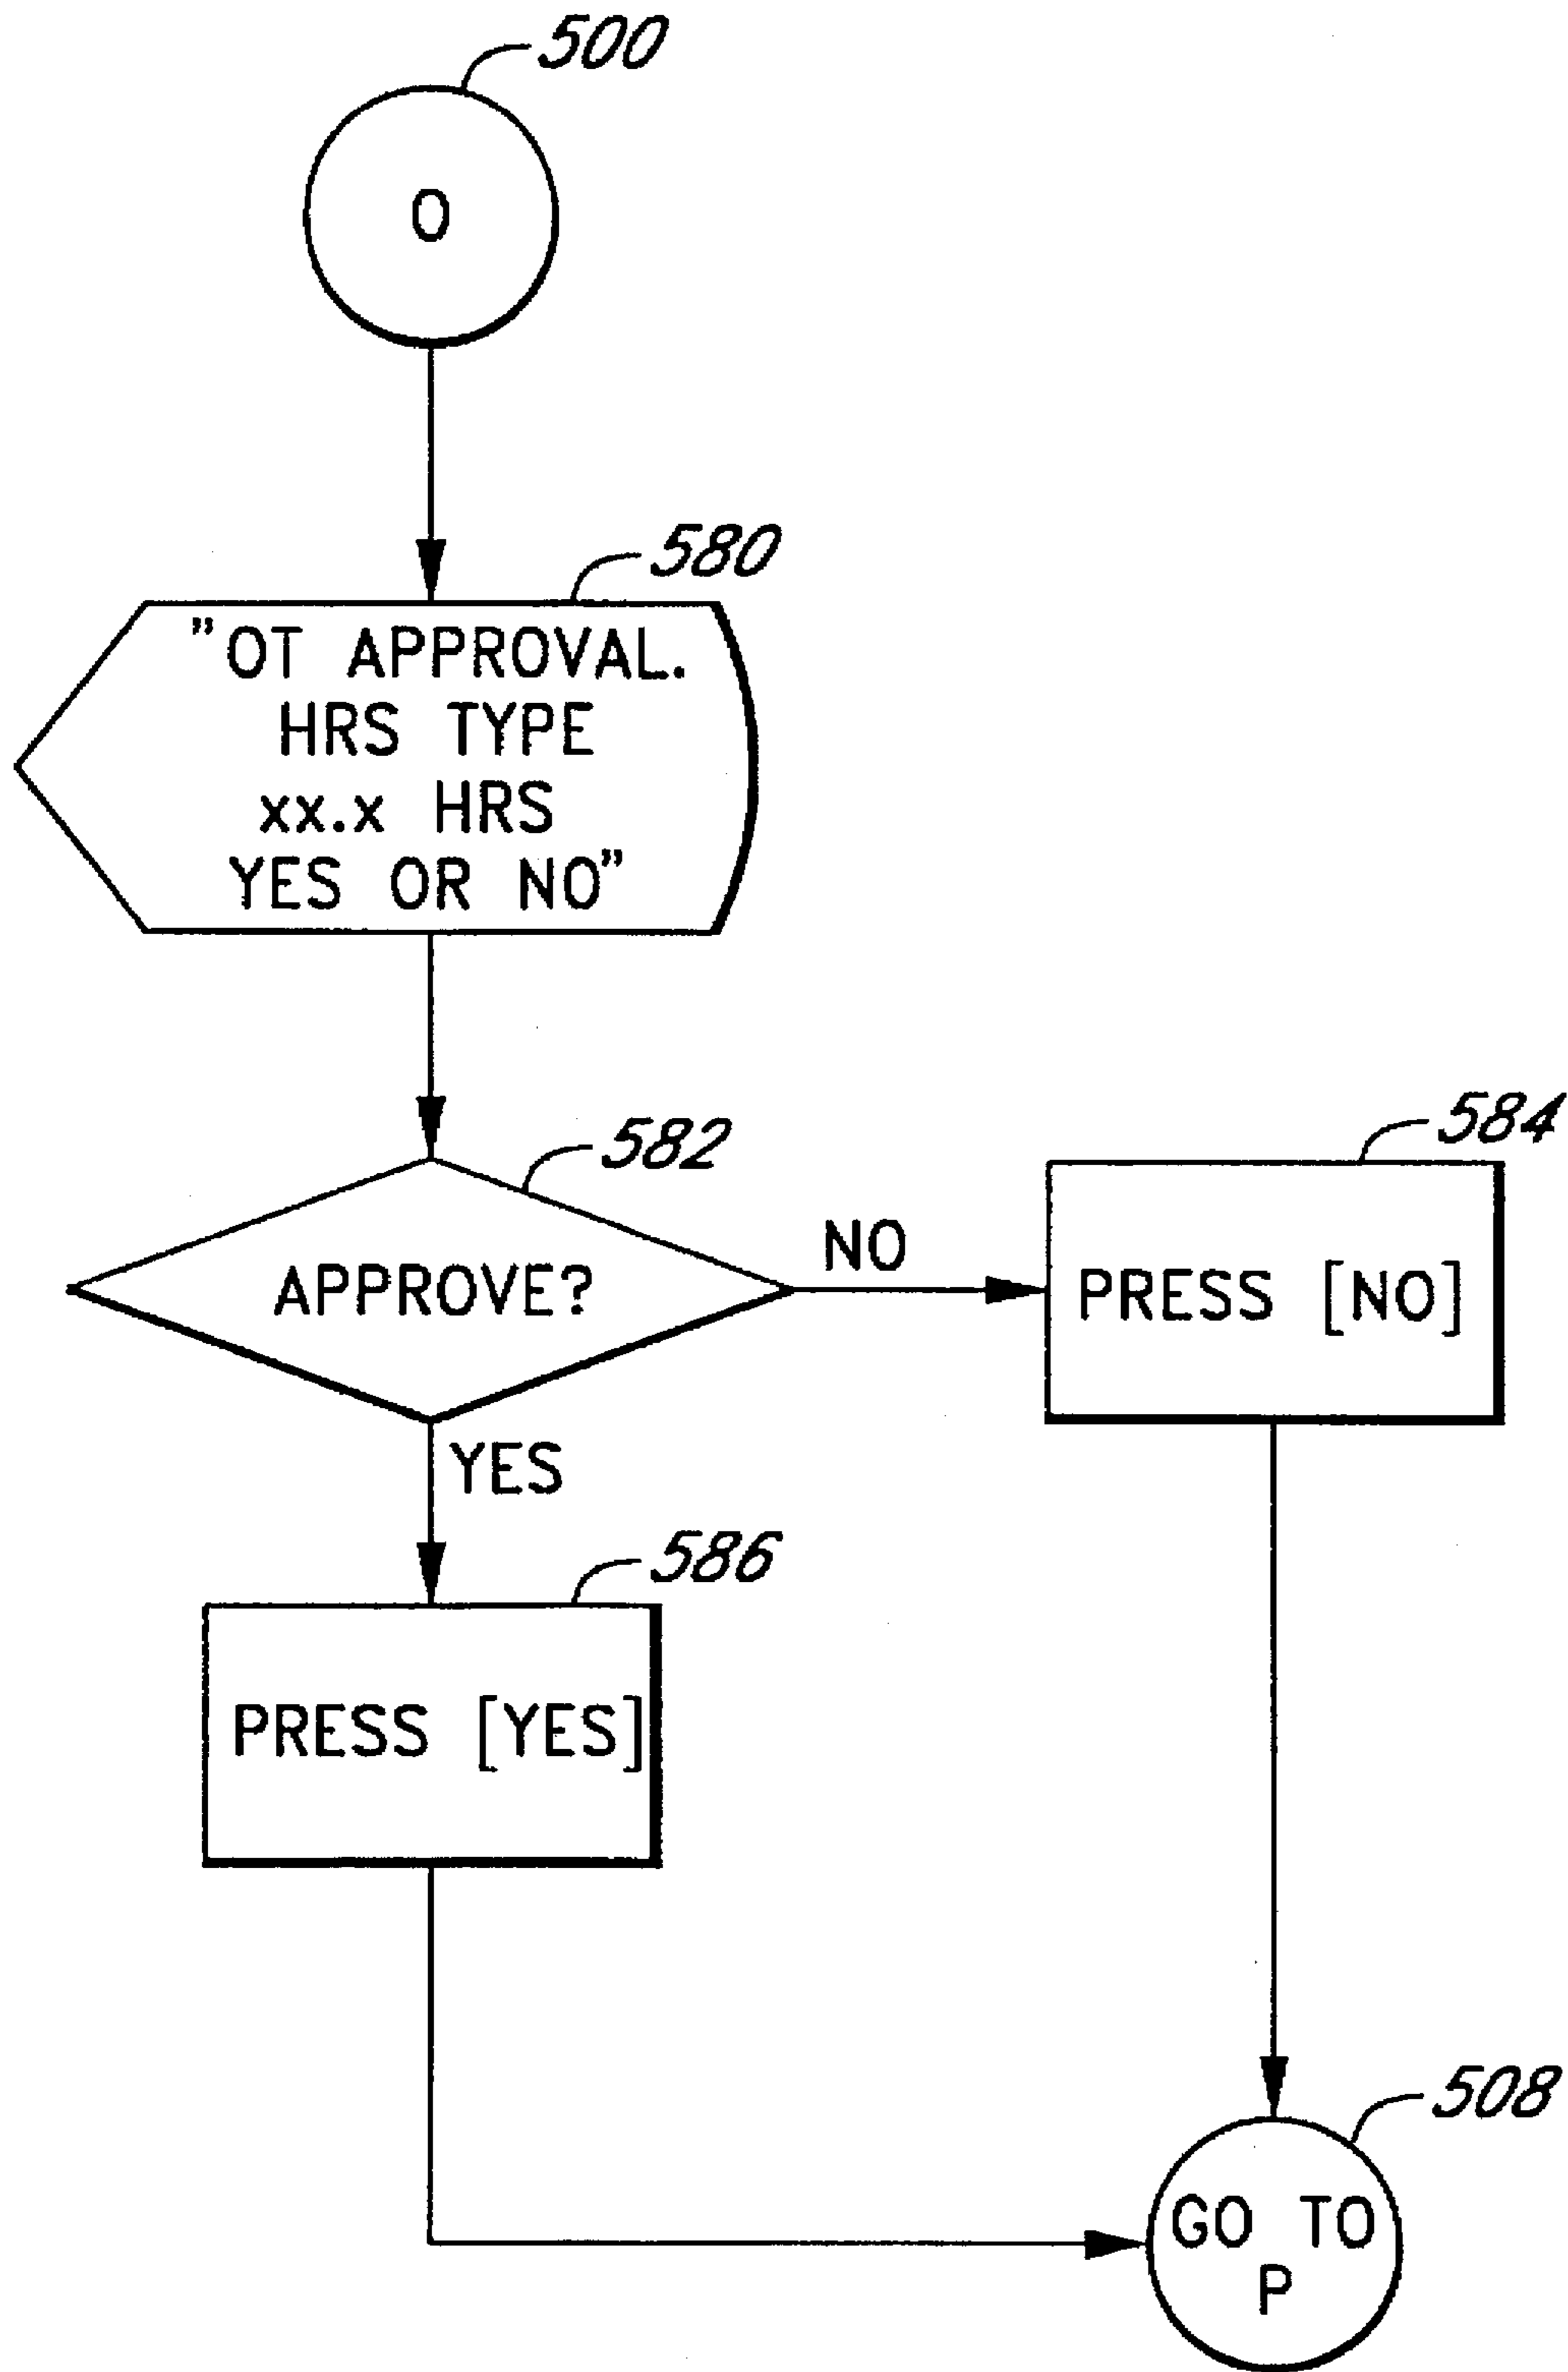 500
O
580
"OT APPROVAL.
HRS TYPE
xx.x HRS
YES OR NO"
582
APPROVE?
NO
584
PRESS [NO]
YES
586
PRESS [YES]
508
GO TO
P